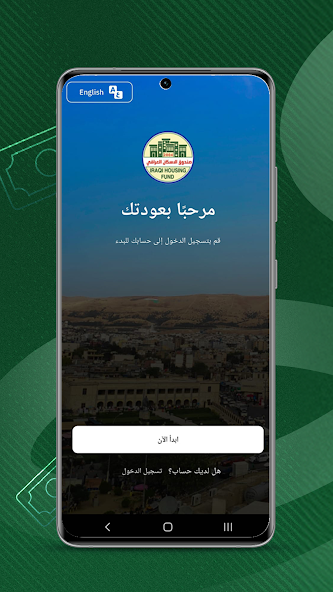 English
صندوق الاسكان العراقي
IRAQI HOUSING
FUND
مرحبًا بعودتك
قم بتسجيل الدخول إلى حسابك للبدء
ابدأ الآن
هل لديك حساب؟ تسجيل الدخول